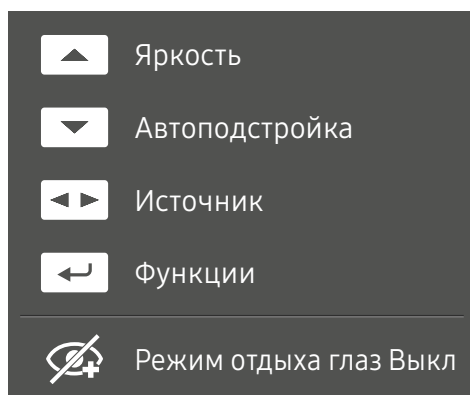 Яркость
Автоподстройка
Источник
Функции
Режим отдыха глаз Выкл